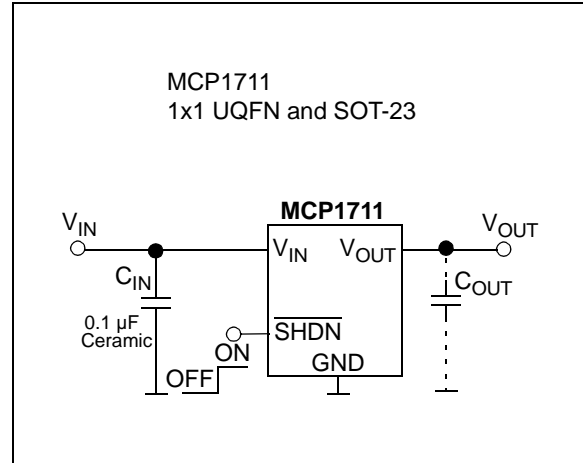 MCP1711
1x1 UQFN and SOT-23
MCP1711
VIN
VIN
VOUT
VOUT
CIN
COUT
0.1 µF
Ceramic
SHDN
ON
GND
OFF